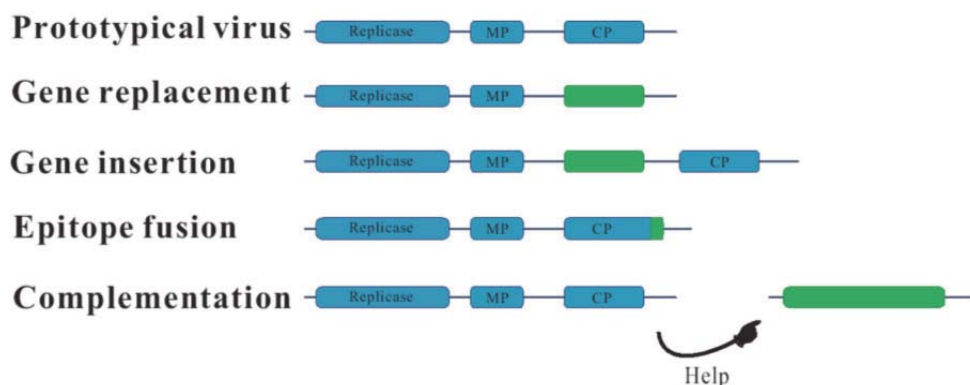 Prototypical virus Replicase MP CP
Gene replacement Replicase MP
Gene insertion Replicase MP CP
Epitope fusion Replicase MP CP
Complementation Replicase MP CP
Help